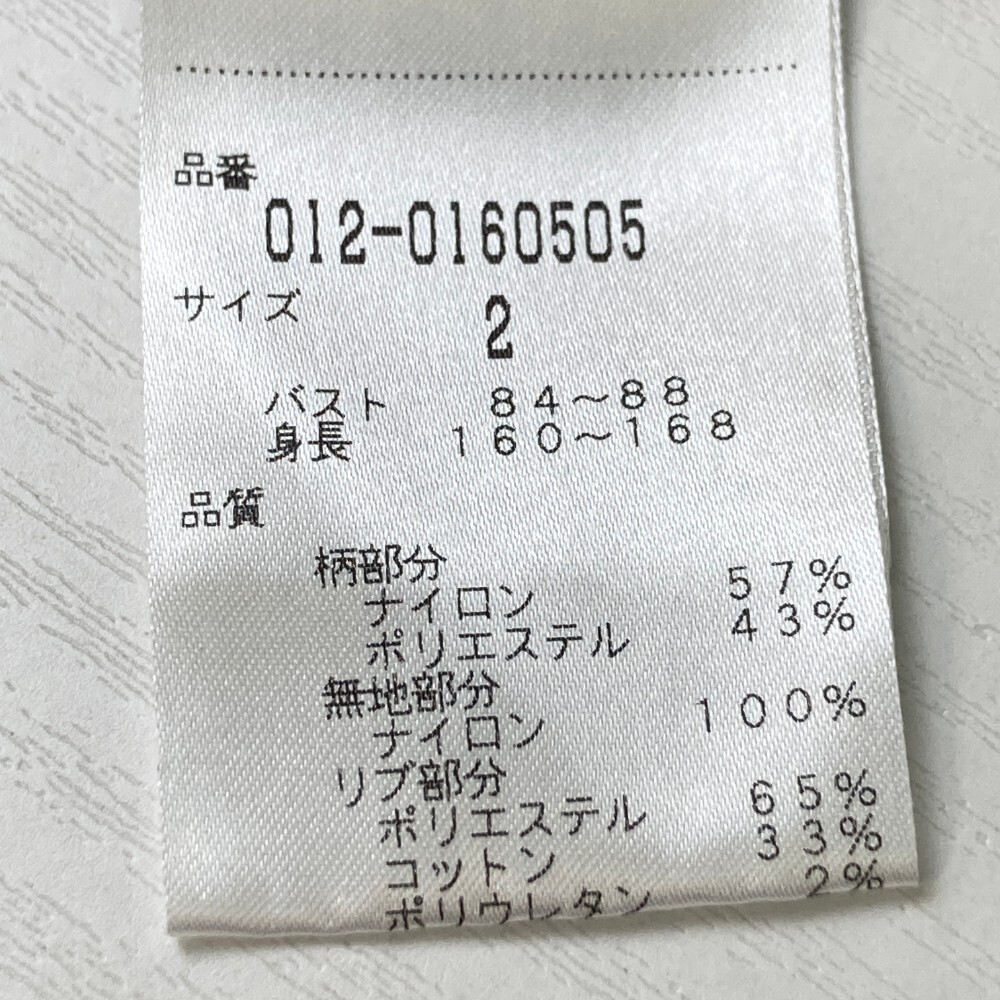 品番
012-0160505
サイズ 2
バスト 84～88
身長 160～168
品質
柄部分
ナイロン 57%
ポリエステル 43%
無地部分
ナイロン 100%
リブ部分
ポリエステル 65%
コットン 33%
ポリウレタン 2%